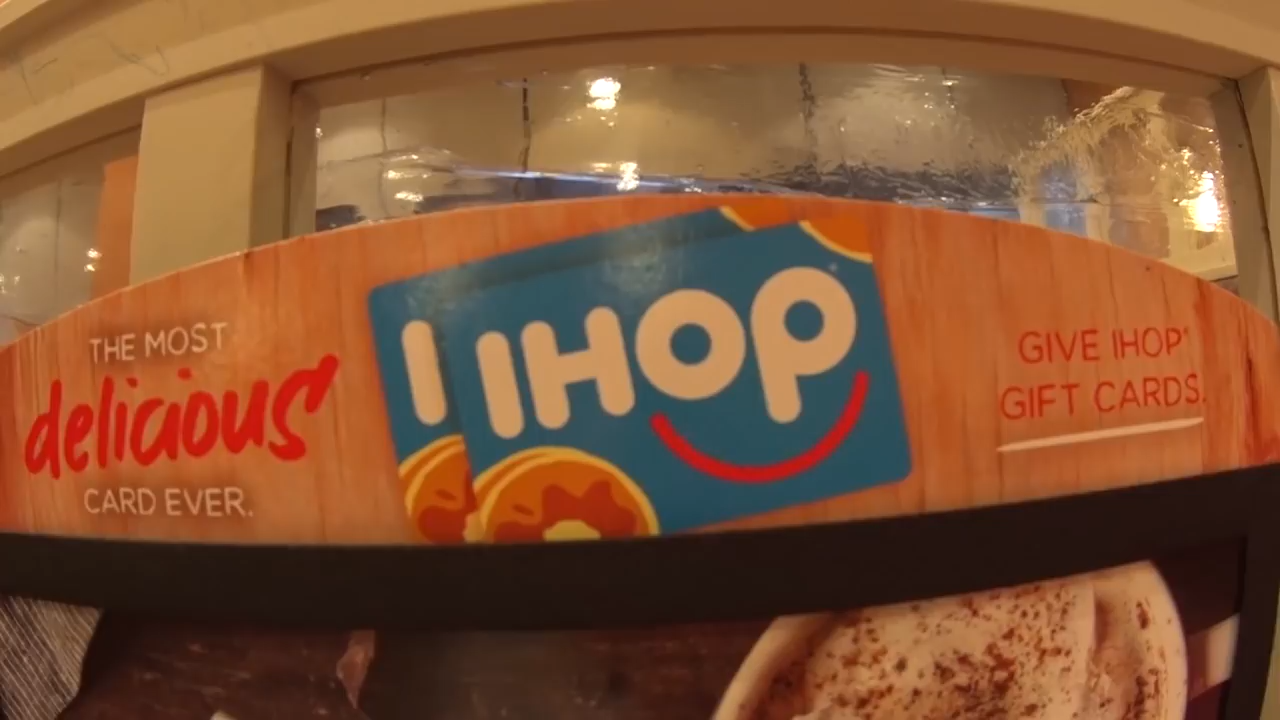 THE MOST
delicious
CARD EVER.
I
IHOP®
GIVE IHOP®
GIFT CARDS.